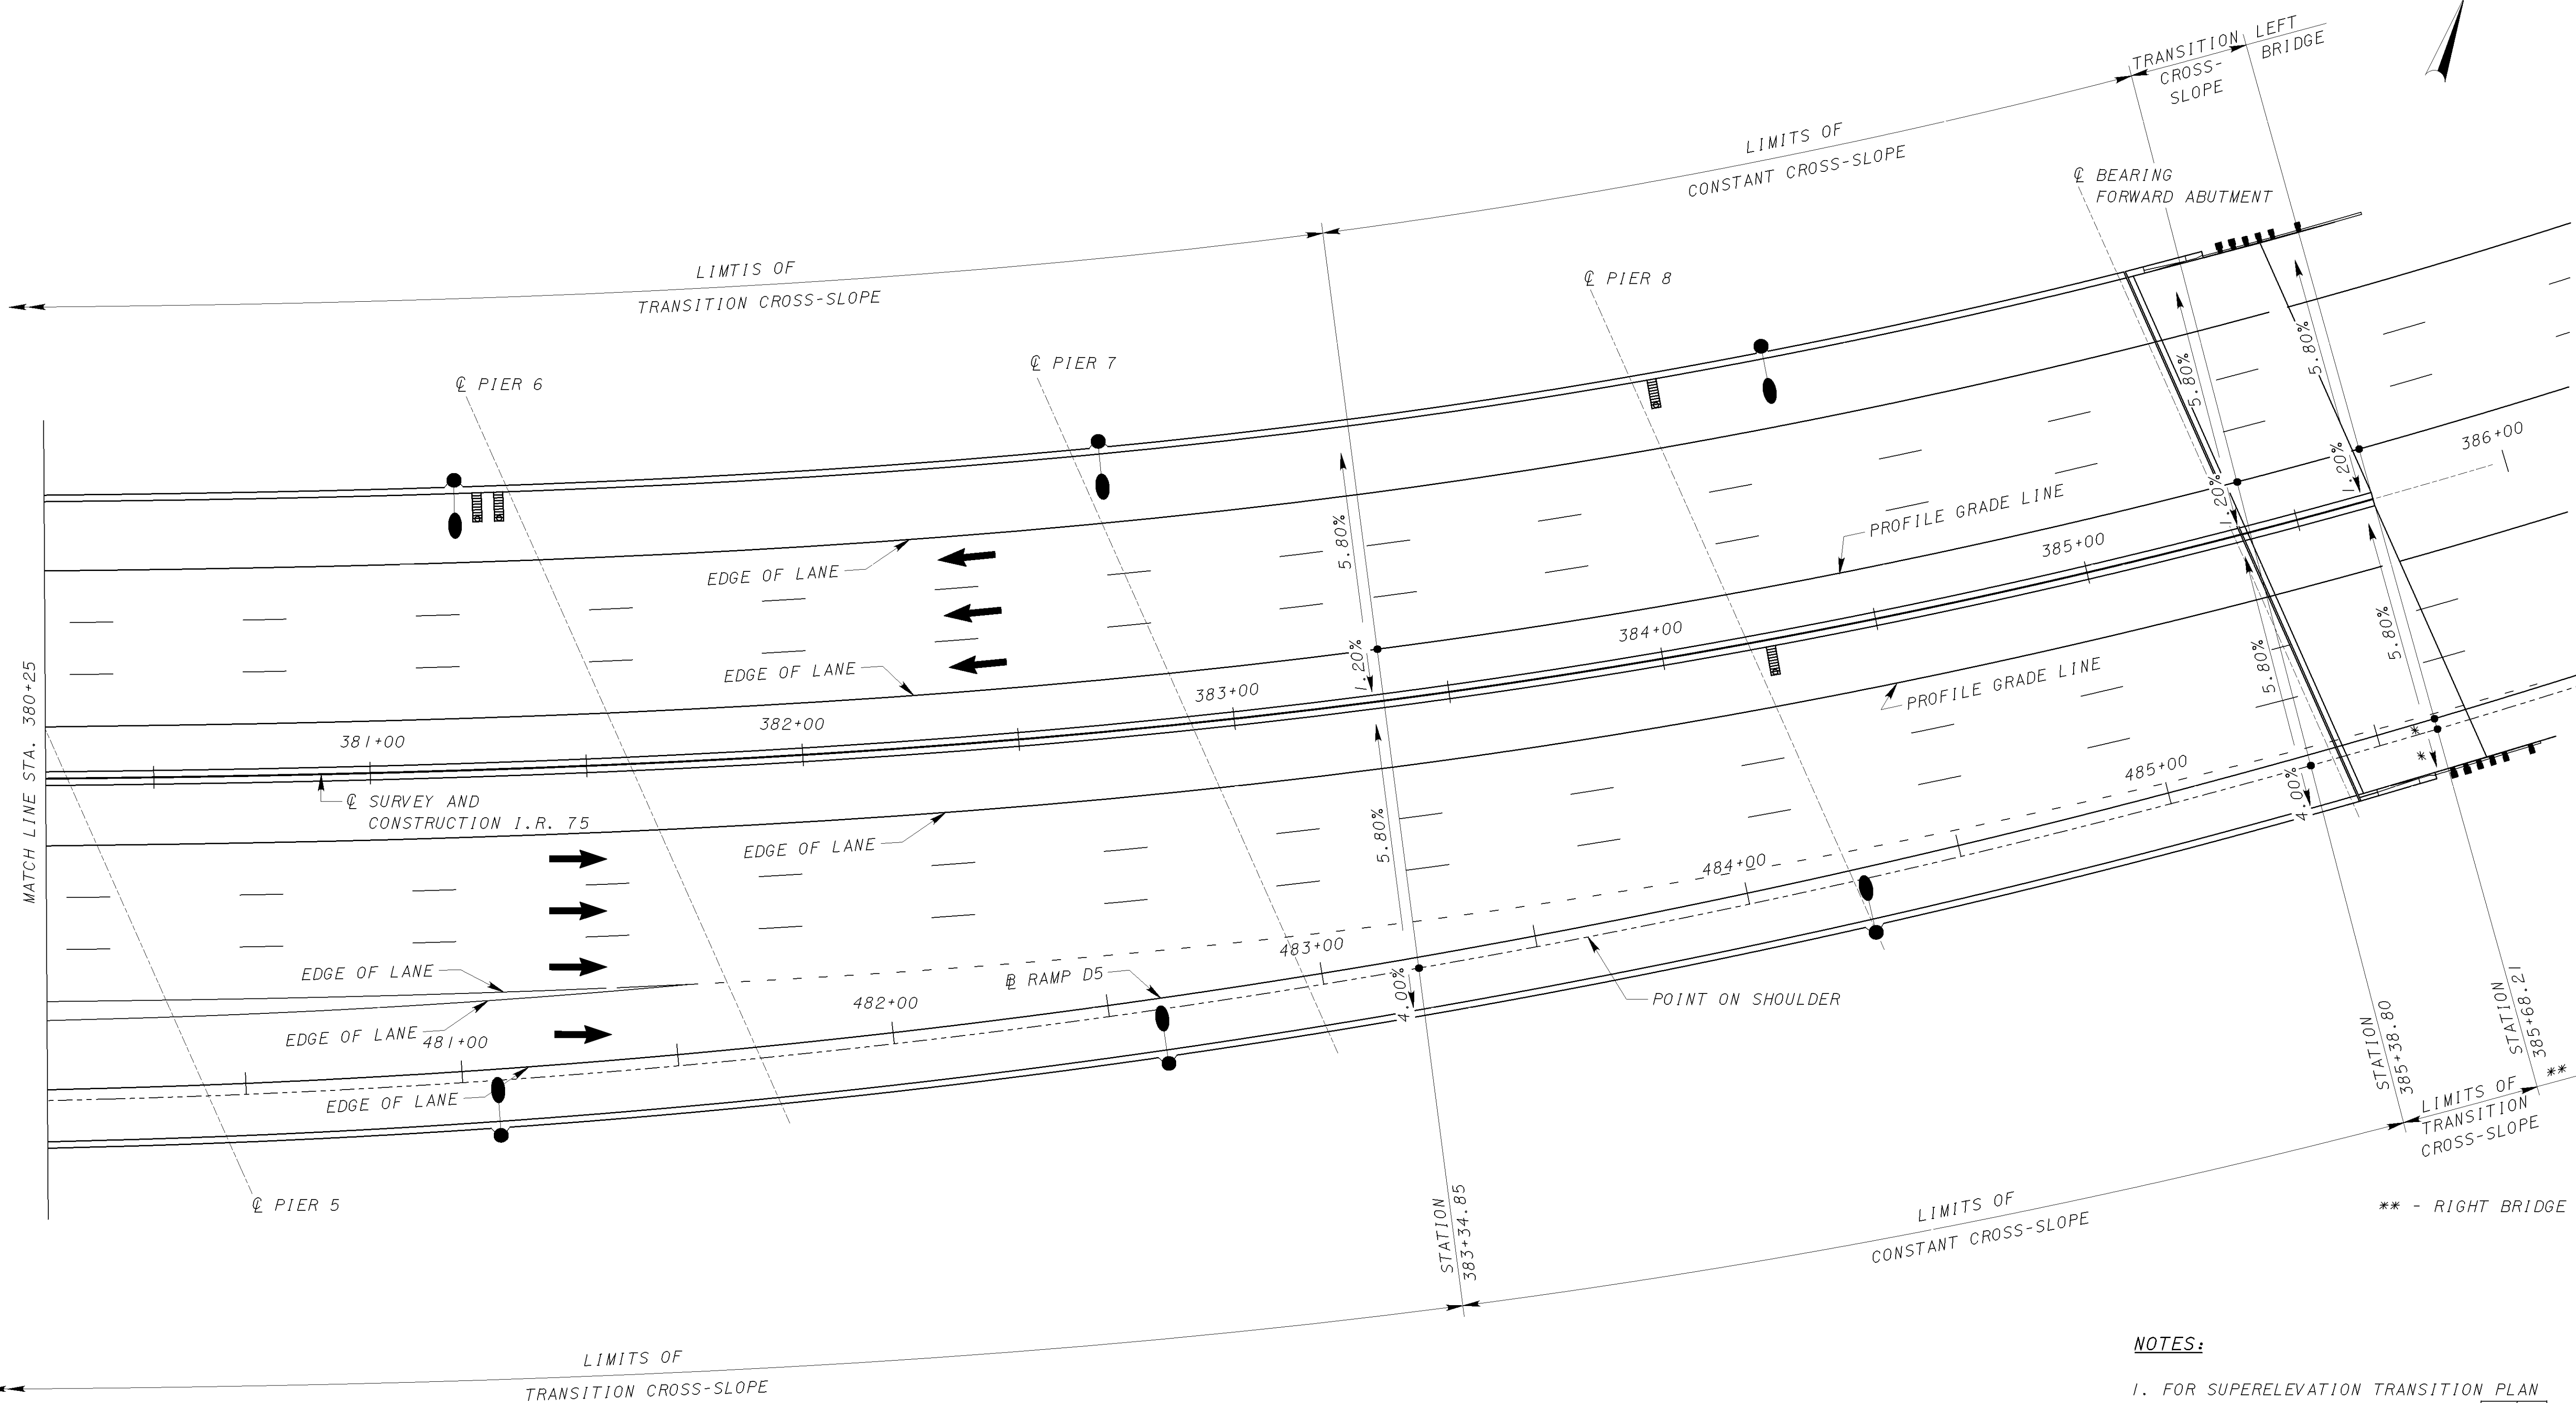 TRANSITION
CROSS-
SLOPE
LEFT
BRIDGE
LIMITS OF
CONSTANT CROSS-SLOPE
℄ BEARING
FORWARD ABUTMENT
LIMTIS OF
TRANSITION CROSS-SLOPE
℄ PIER 8
℄ PIER 7
℄ PIER 6
5.80%
5.80%
1.20%
1.20%
386+00
PROFILE GRADE LINE
385+00
5.80%
1.20%
EDGE OF LANE
384+00
EDGE OF LANE
383+00
382+00
381+00
MATCH LINE STA. 380+25
℄ SURVEY AND
CONSTRUCTION I.R. 75
PROFILE GRADE LINE
5.80%
5.80%
5.80%
*
*
485+00
4.00%
EDGE OF LANE
484+00
EDGE OF LANE
483+00
℄ RAMP D5
482+00
4.00%
POINT ON SHOULDER
EDGE OF LANE
481+00
EDGE OF LANE
℄ PIER 5
STATION
383+34.85
STATION
385+38.80
STATION
385+68.21
**
LIMITS OF
TRANSITION
CROSS-SLOPE
** - RIGHT BRIDGE
LIMITS OF
CONSTANT CROSS-SLOPE
LIMITS OF
TRANSITION CROSS-SLOPE
NOTES:
1. FOR SUPERELEVATION TRANSITION PLAN